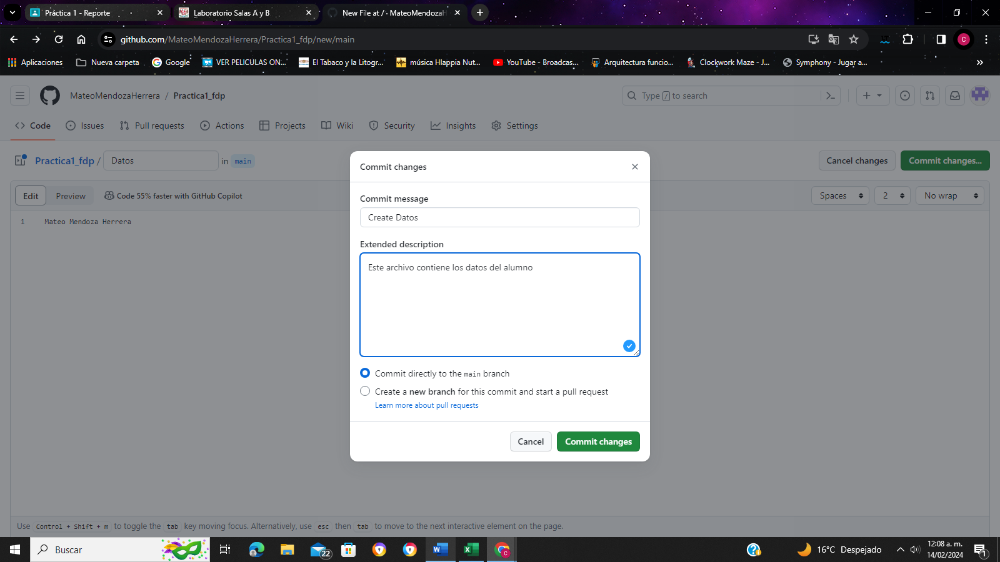 Práctica 1 - Reporte
Laboratorio Salas A y B
New File at / · MateoMendozaH
github.com/MateoMendozaHerrera/Practica1_fdp/new/main
C
Aplicaciones
Nueva carpeta
Google
VER PELICULAS ON...
El Tabaco y la Litogr...
música Hlappia Nut...
YouTube - Broadcas...
Arquitectura funcio...
Clockwork Maze - J...
Symphony - Jugar a...
MateoMendozaHerrera / Practica1_fdp
Type / to search
Code
Issues
Pull requests
Actions
Projects
Wiki
Security
Insights
Settings
Practica1_fdp / Datos in main
Cancel changes
Commit changes...
Edit
Preview
Code 55% faster with GitHub Copilot
Spaces
2
No wrap
1 Mateo Mendoza Herrera
Commit changes
Commit message
Create Datos
Extended description
Este archivo contiene los datos del alumno
Commit directly to the main branch
Create a new branch for this commit and start a pull request
Learn more about pull requests
Cancel
Commit changes
Use Control + Shift + m to toggle the tab key moving focus. Alternatively, use esc then tab to move to the next interactive element on the page.
Buscar
22
16°C Despejado
12:08 a. m.
14/02/2024
1